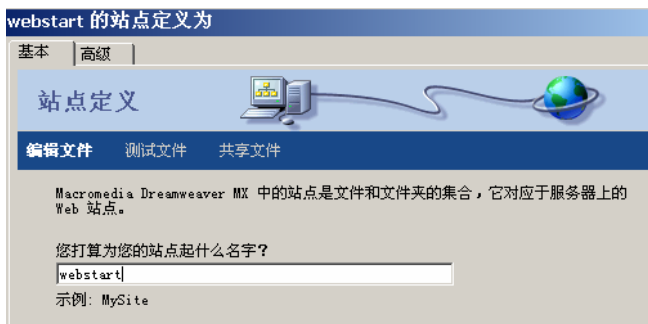 webstart 的站点定义为
基本 高级
站点定义
编辑文件 测试文件 共享文件
Macromedia Dreamweaver MX 中的站点是文件和文件夹的集合，它对应于服务器上的
Web 站点。
您打算为您的站点起什么名字?
webstart
示例: MySite